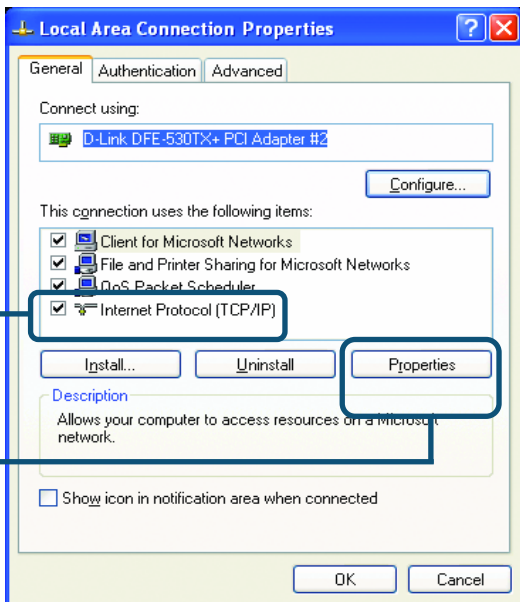 Local Area Connection Properties
General Authentication Advanced
Connect using:
D-Link DFE-530TX+ PCI Adapter #2
Configure...
This connection uses the following items:
Client for Microsoft Networks
File and Printer Sharing for Microsoft Networks
QoS Packet Scheduler
Internet Protocol (TCP/IP)
Install... Uninstall Properties
Description
Allows your computer to access resources on a Microsoft
network.
Show icon in notification area when connected
OK Cancel